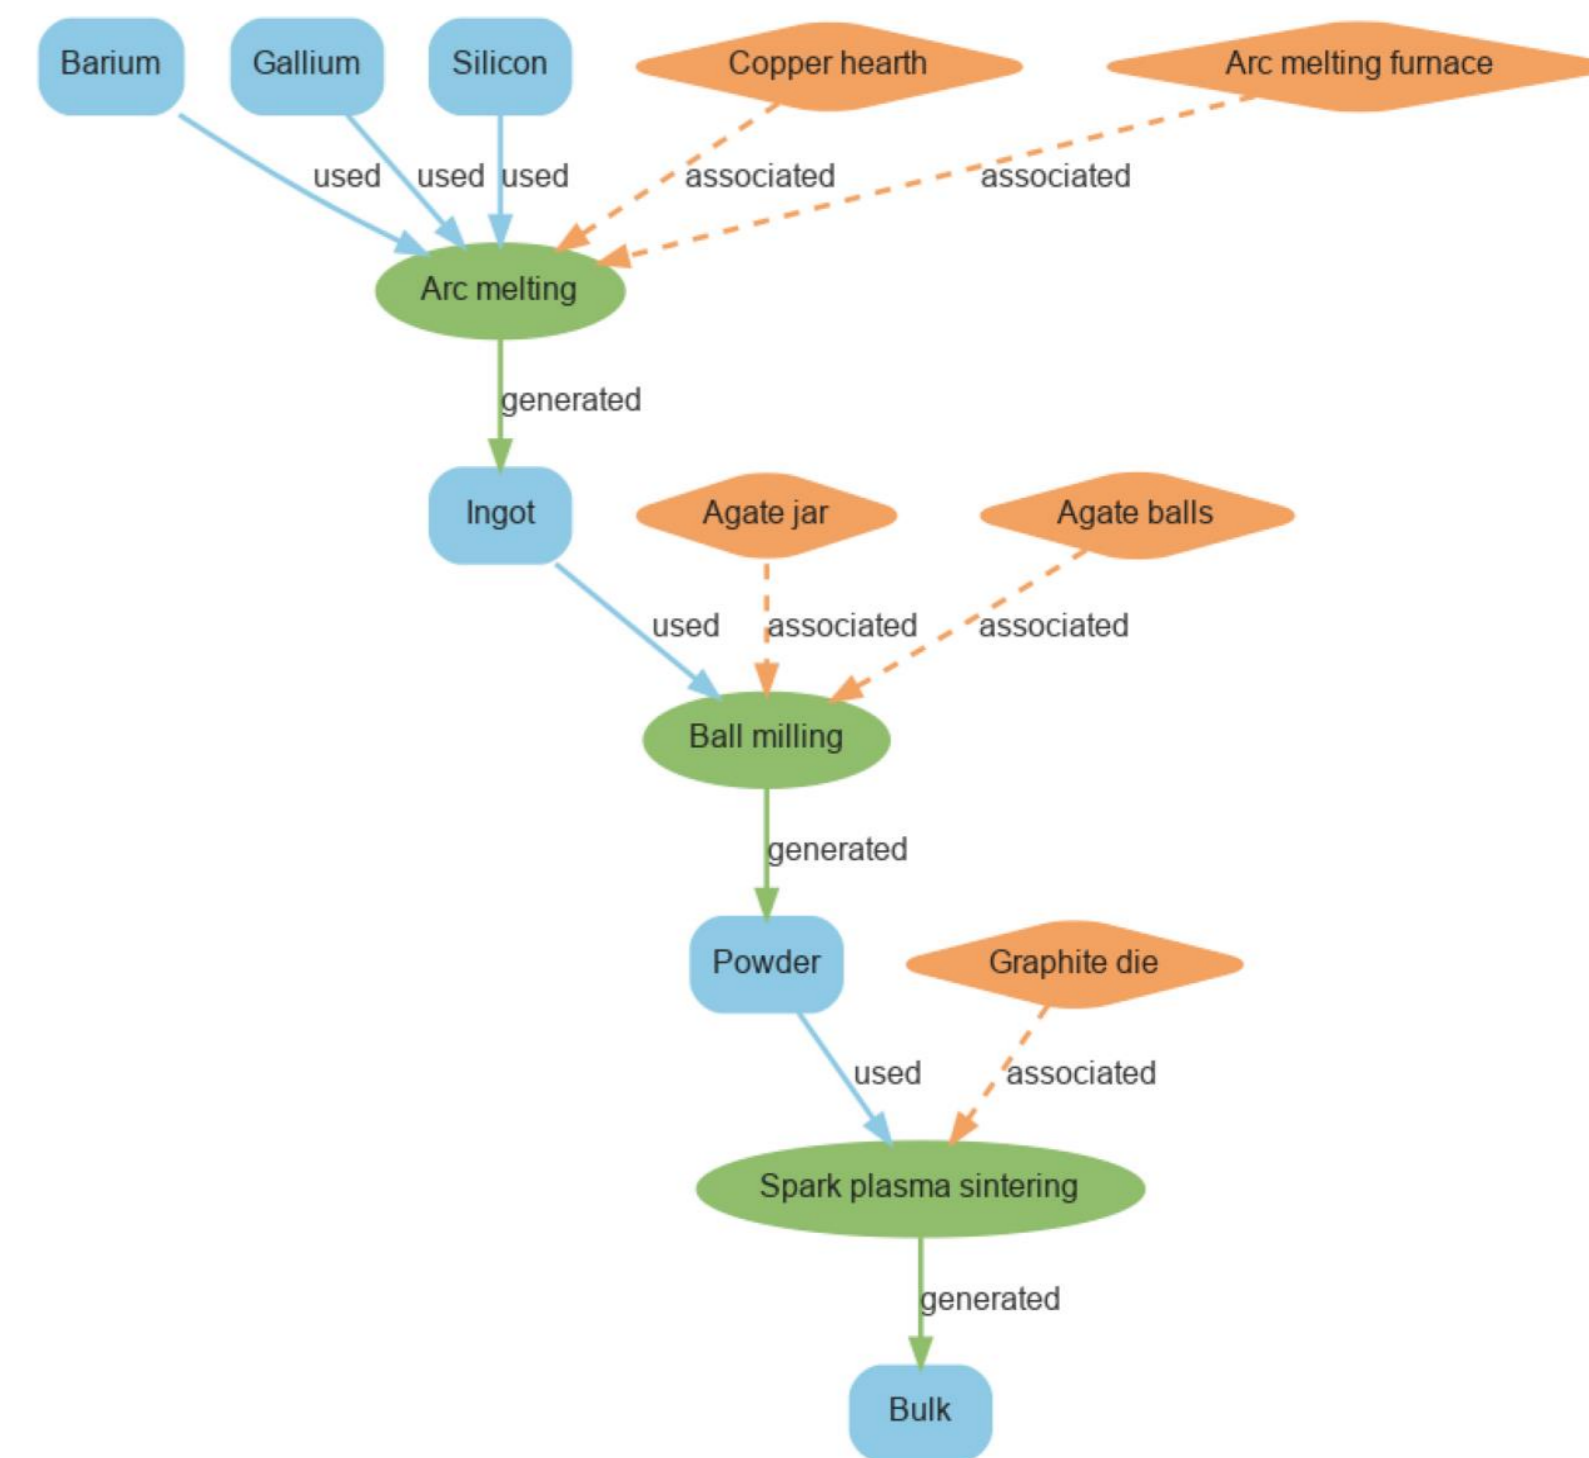 Barium
Gallium
Silicon
Copper hearth
Arc melting furnace
used
used
used
associated
associated
Arc melting
generated
Ingot
Agate jar
Agate balls
used
associated
associated
Ball milling
generated
Powder
Graphite die
used
associated
Spark plasma sintering
generated
Bulk